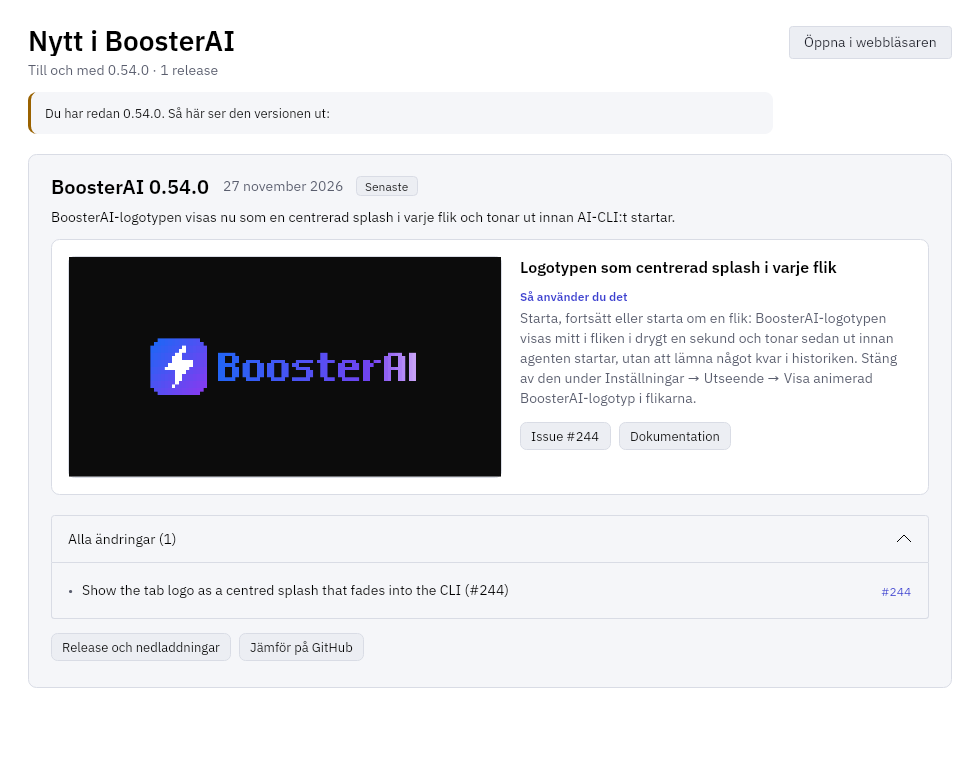 Nytt i BoosterAI
Öppna i webbläsaren
Till och med 0.54.0 · 1 release
Du har redan 0.54.0. Så här ser den versionen ut:
BoosterAI 0.54.0
27 november 2026
Senaste
BoosterAI-logotypen visas nu som en centrerad splash i varje flik och tonar ut innan AI-CLI:t startar.
BoosterAI
Logotypen som centrerad splash i varje flik
Så använder du det
Starta, fortsätt eller starta om en flik: BoosterAI-logotypen
visas mitt i fliken i drygt en sekund och tonar sedan ut innan
agenten startar, utan att lämna något kvar i historiken. Stäng
av den under Inställningar → Utseende → Visa animerad
BoosterAI-logotyp i flikarna.
Issue #244
Dokumentation
Alla ändringar (1)
• Show the tab logo as a centred splash that fades into the CLI (#244)
#244
Release och nedladdningar
Jämför på GitHub